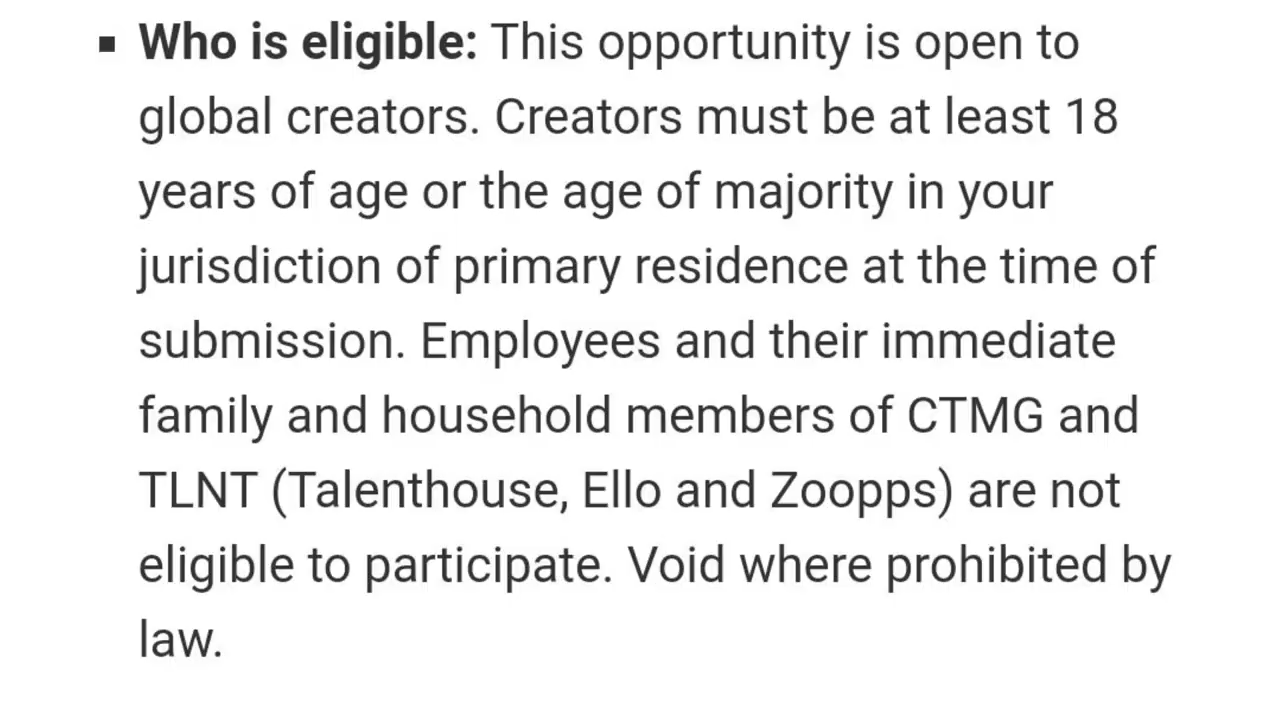 ▪ Who is eligible: This opportunity is open to
global creators. Creators must be at least 18
years of age or the age of majority in your
jurisdiction of primary residence at the time of
submission. Employees and their immediate
family and household members of CTMG and
TLNT (Talenthouse, Ello and Zoopps) are not
eligible to participate. Void where prohibited by
law.